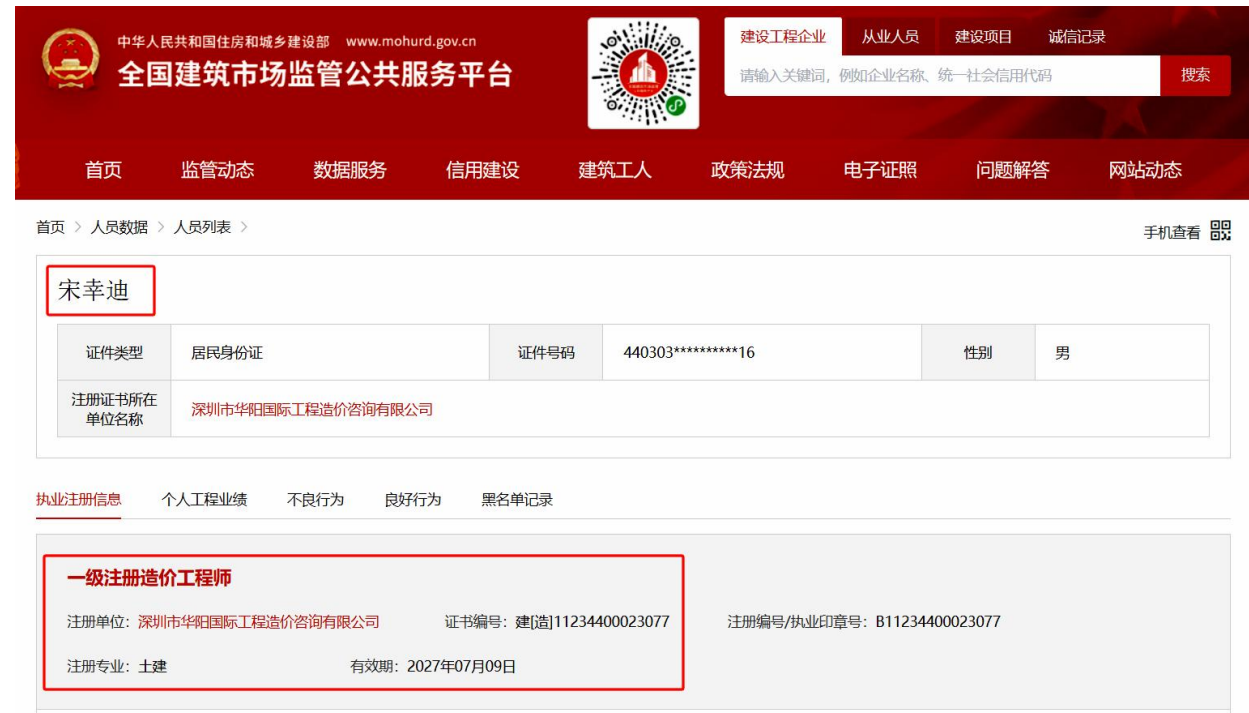 中华人民共和国住房和城乡建设部 www.mohurd.gov.cn
全国建筑市场监管公共服务平台
建设工程企业 从业人员 建设项目 诚信记录
请输入关键词，例如企业名称、统一社会信用代码 搜索
首页 监管动态 数据服务 信用建设 建筑工人 政策法规 电子证照 问题解答 网站动态
首页 > 人员数据 > 人员列表 >
手机查看
宋幸迪
证件类型 居民身份证 证件号码 440303**********16 性别 男
注册证书所在
单位名称
深圳市华阳国际工程造价咨询有限公司
执业注册信息 个人工程业绩 不良行为 良好行为 黑名单记录
一级注册造价工程师
注册单位：深圳市华阳国际工程造价咨询有限公司 证书编号：建[造]11234400023077 注册编号/执业印章号：B11234400023077
注册专业：土建 有效期：2027年07月09日